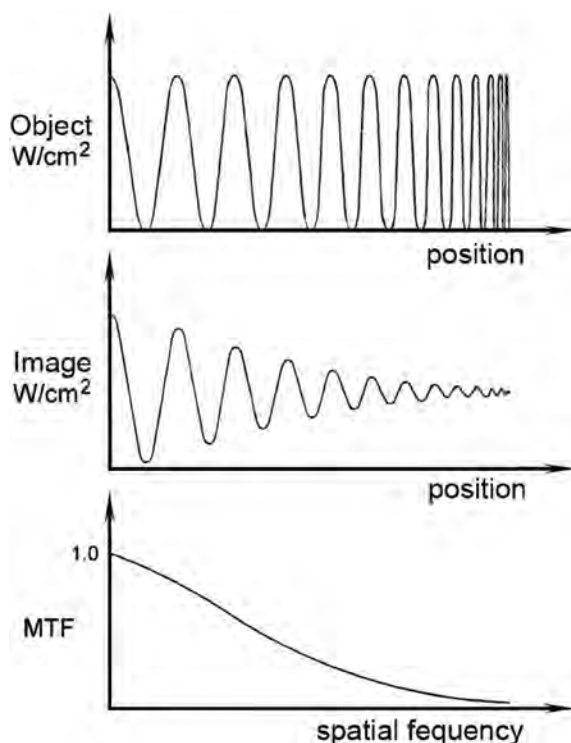 Object
W/cm²
position
Image
W/cm²
position
1.0
MTF
spatial fequency